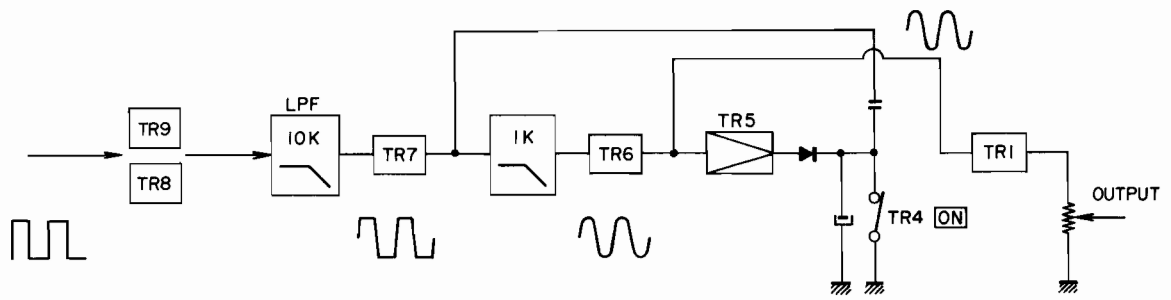 LPF
TR9
TR8
10K
TR7
1K
TR6
TR5
TR4 ON
TR1
OUTPUT